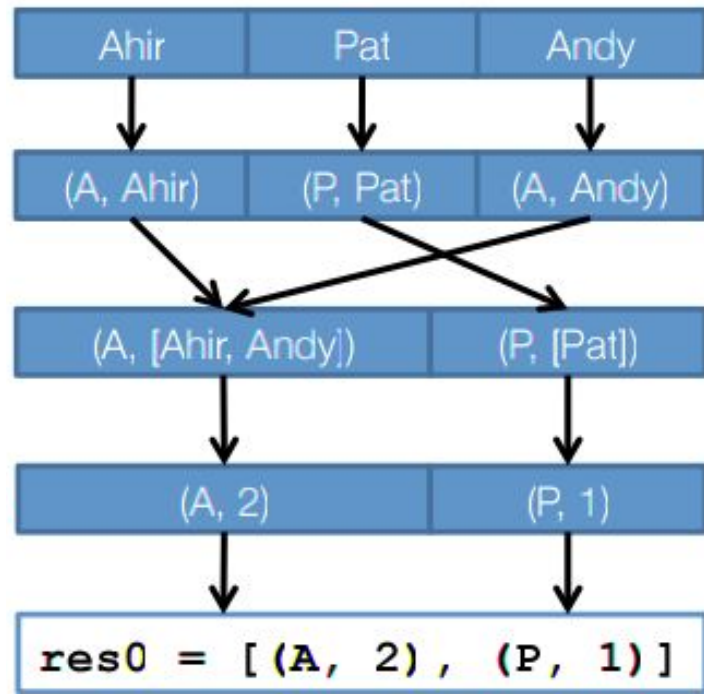 Ahir Pat Andy
(A, Ahir) (P, Pat) (A, Andy)
(A, [Ahir, Andy]) (P, [Pat])
(A, 2) (P, 1)
res0 = [(A, 2), (P, 1)]